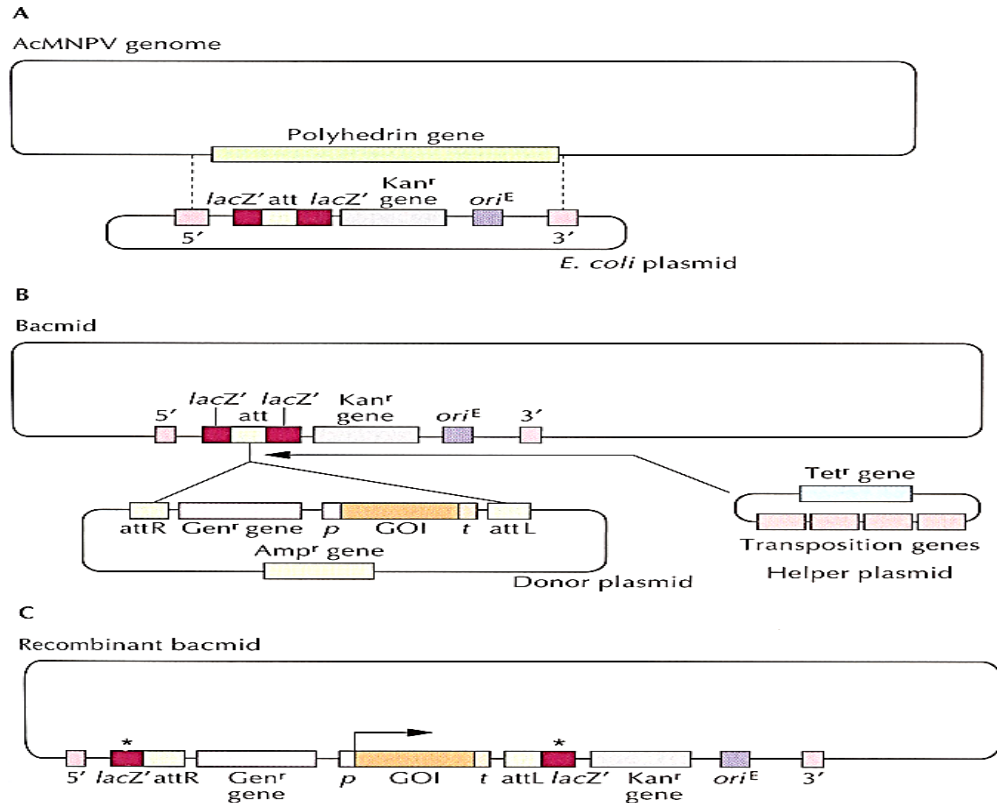 A
AcMNPV genome
Polyhedrin gene
lacZ' att lacZ' Kanʳ gene oriᴱ
5' 3'
E. coli plasmid
B
Bacmid
5' lacZ' att lacZ' Kanʳ gene oriᴱ 3'
Tetʳ gene
attR Genʳ gene p GOI t attL
Transposition genes
Ampʳ gene
Donor plasmid
Helper plasmid
C
Recombinant bacmid
* *
5' lacZ' attR Genʳ gene p GOI t attL lacZ' Kanʳ gene oriᴱ 3'